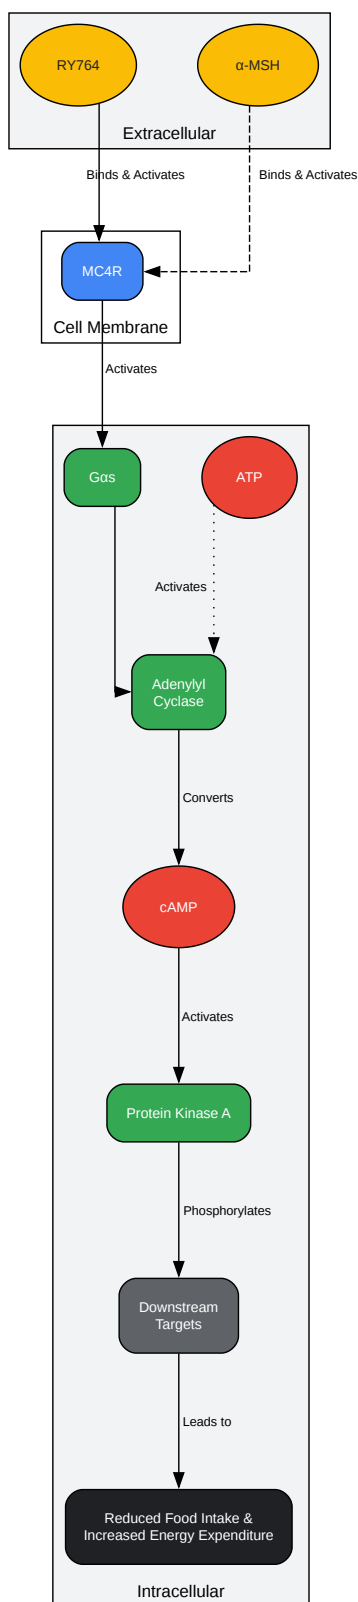 RY764
α-MSH
Extracellular
Binds & Activates
Binds & Activates
MC4R
Cell Membrane
Activates
Gαs
ATP
Activates
Adenylyl
Cyclase
Converts
cAMP
Activates
Protein Kinase A
Phosphorylates
Downstream
Targets
Leads to
Reduced Food Intake &
Increased Energy Expenditure
Intracellular